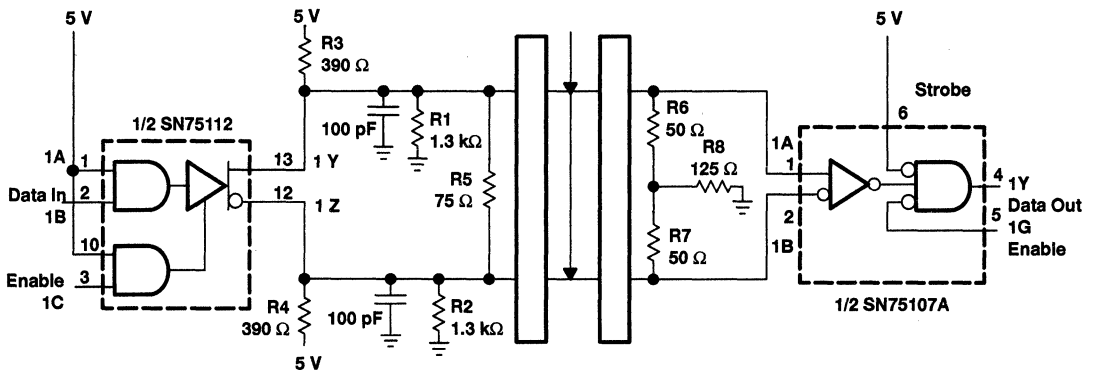 5 V
5 V
5 V
R3
390 Ω
Strobe
6
1/2 SN75112
100 pF
R1
1.3 kΩ
R6
50 Ω
R8
125 Ω
1A
1
1A
1
13
1 Y
Data In
2
1B
12
1 Z
R5
75 Ω
4
1Y
Data Out
2
1B
5
1G
Enable
10
R7
50 Ω
Enable
3
1C
R4
390 Ω
100 pF
R2
1.3 kΩ
1/2 SN75107A
5 V